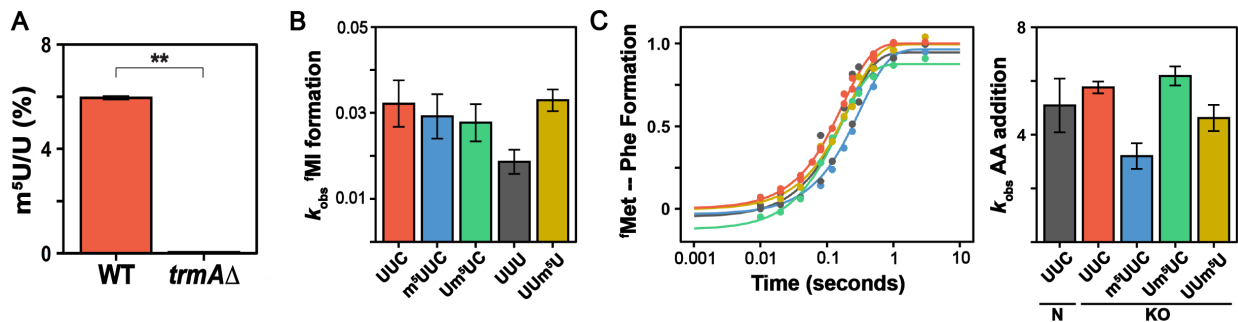 A
m⁵U/U (%)
8
4
0
**
WT
trmAΔ
B
kobs fMI formation
0.05
0.03
0.01
UUC
m⁵UUC
Um⁵UC
UUU
UUm⁵U
C
fMet -- Phe Formation
1.0
0.5
0
0.001
0.01
0.1
1
10
Time (seconds)
kobs AA addition
8
4
0
UUC
UUC
m⁵UUC
Um⁵UC
UUm⁵U
N
KO